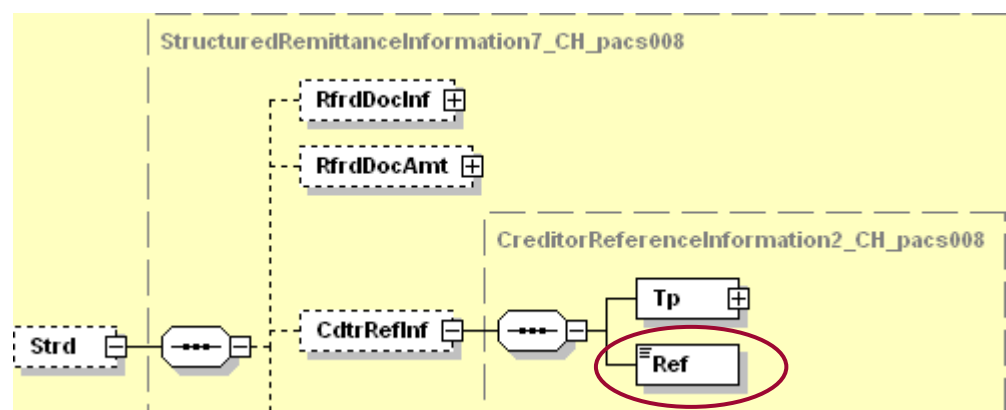 StructuredRemittanceInformation7_CH_pacs008
RfrdDocInf
RfrdDocAmt
CreditorReferenceInformation2_CH_pacs008
Tp
Strd
CdtrRefInf
Ref